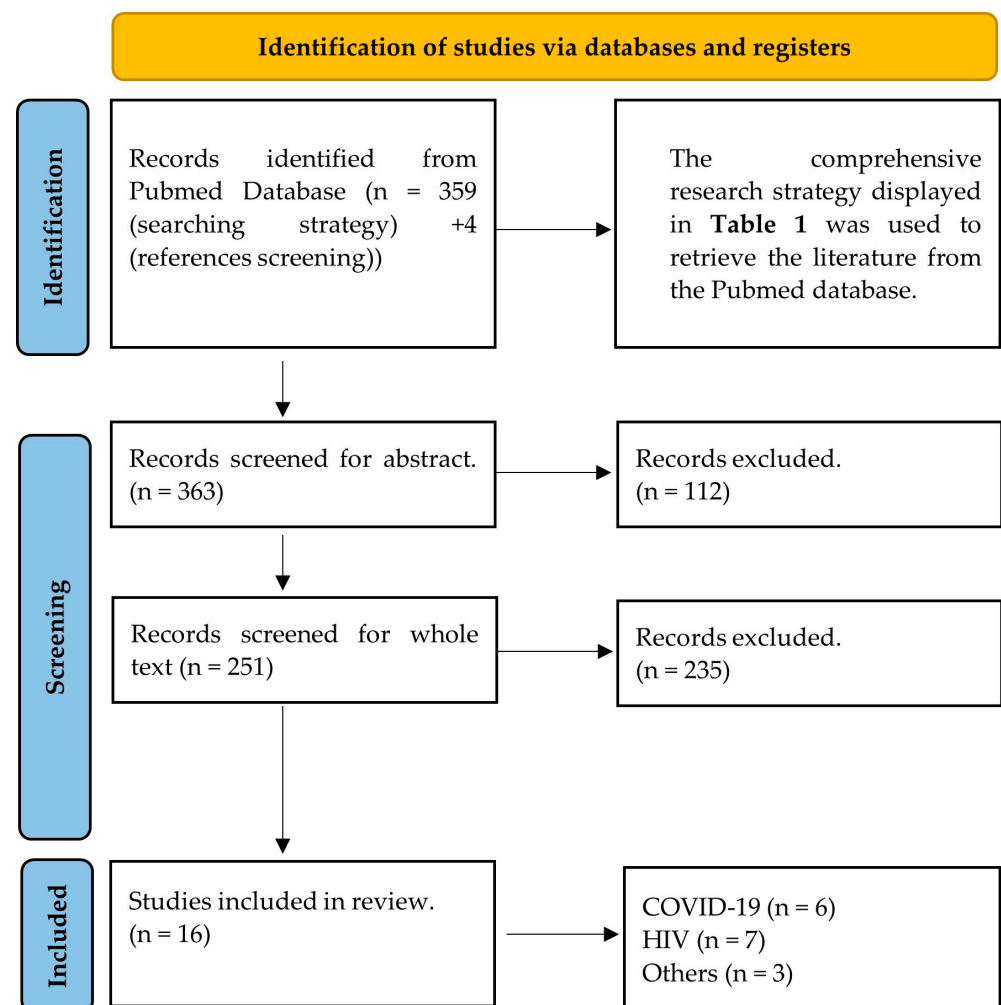 Identification of studies via databases and registers
Identification
Records identified from
Pubmed Database (n = 359
(searching strategy) +4
(references screening))
The comprehensive
research strategy displayed
in Table 1 was used to
retrieve the literature from
the Pubmed database.
Screening
Records screened for abstract.
(n = 363)
Records excluded.
(n = 112)
Records screened for whole
text (n = 251)
Records excluded.
(n = 235)
Included
Studies included in review.
(n = 16)
COVID-19 (n = 6)
HIV (n = 7)
Others (n = 3)